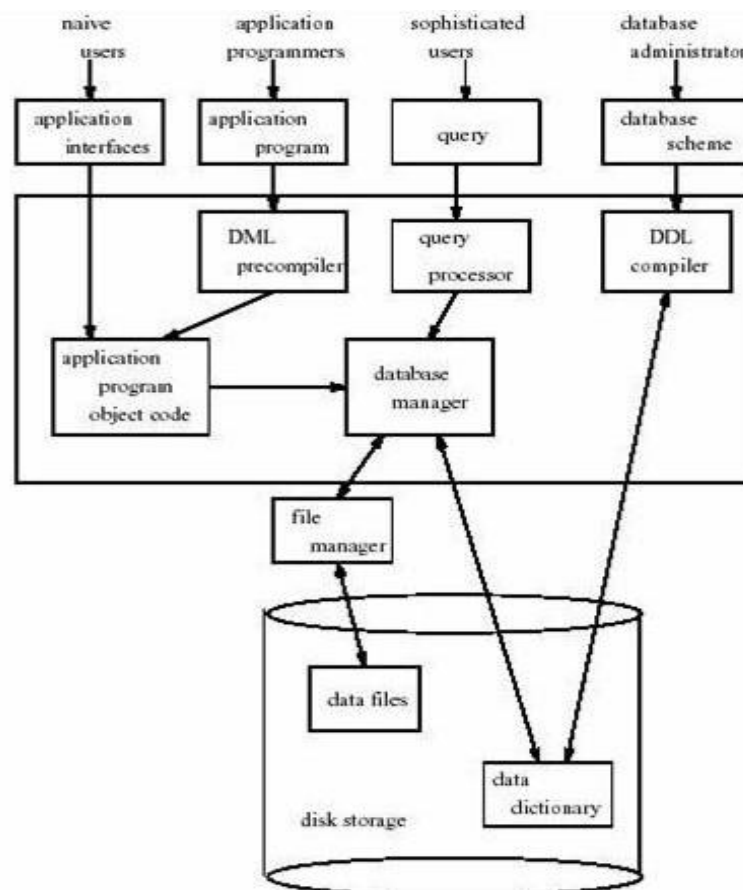 naive
users
application
programmers
sophisticated
users
database
administrator
application
interfaces
application
program
query
database
scheme
DML
precompiler
query
processor
DDL
compiler
application
program
object code
database
manager
file
manager
data files
data
dictionary
disk storage